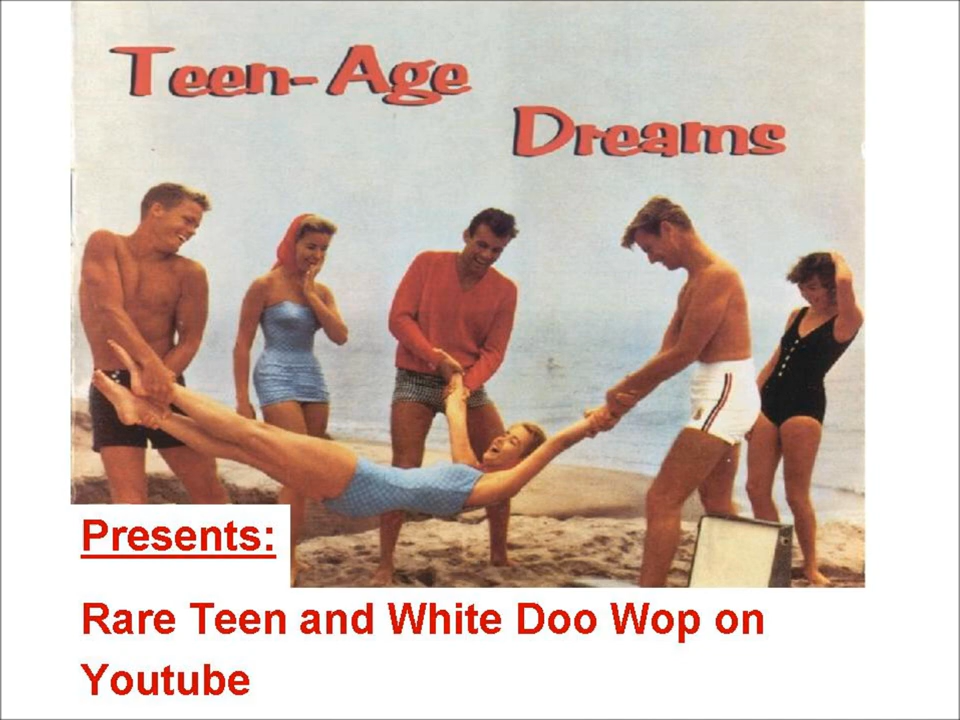 Teen-Age
Dreams
Presents:
Rare Teen and White Doo Wop on
Youtube